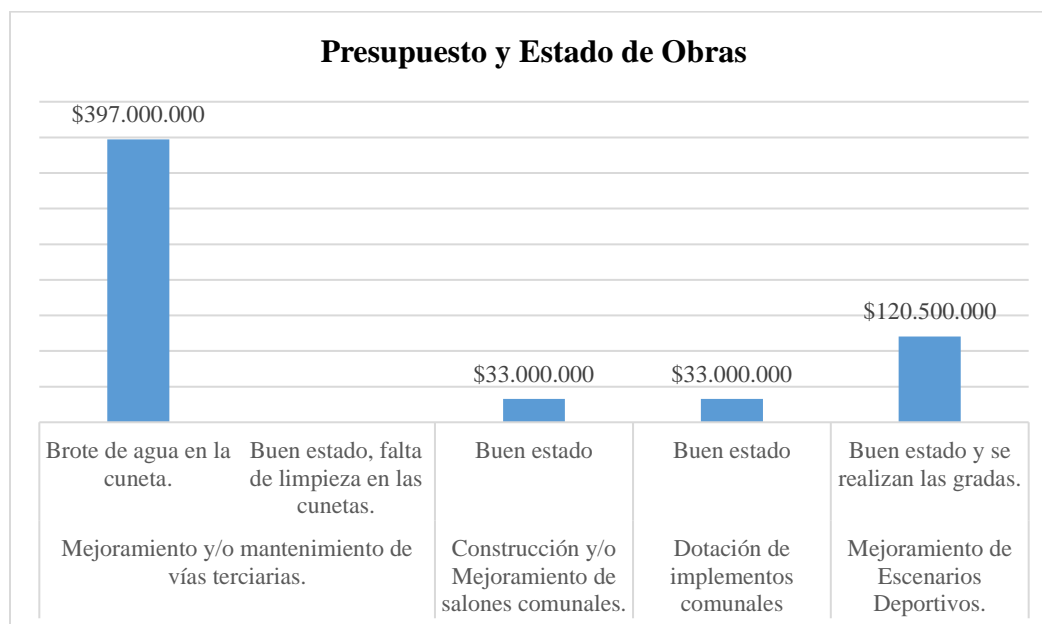 Presupuesto y Estado de Obras
$397.000.000
$120.500.000
$33.000.000
$33.000.000
Brote de agua en la
cuneta.
Buen estado, falta
de limpieza en las
cunetas.
Buen estado
Buen estado
Buen estado y se
realizan las gradas.
Mejoramiento y/o mantenimiento de
vías terciarias.
Construcción y/o
Mejoramiento de
salones comunales.
Dotación de
implementos
comunales
Mejoramiento de
Escenarios
Deportivos.